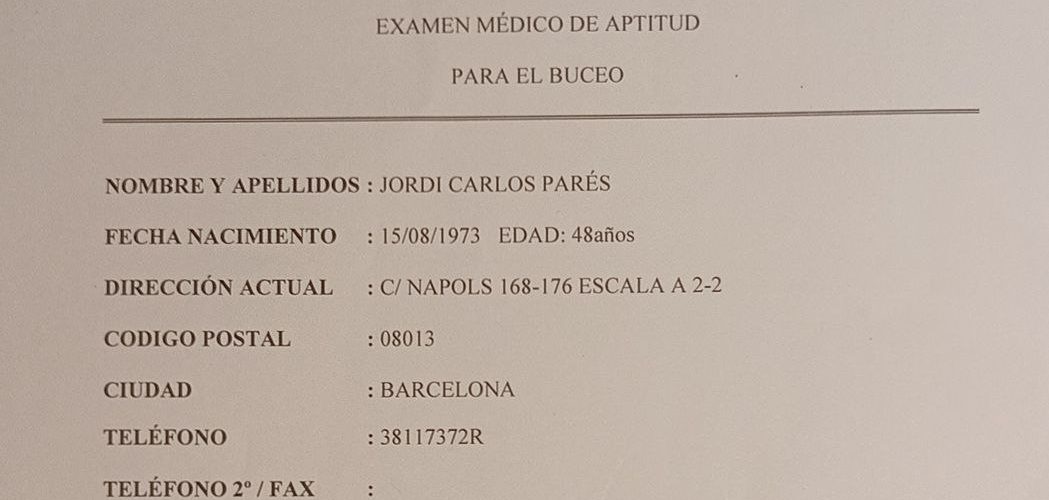 EXAMEN MÉDICO DE APTITUD
PARA EL BUCEO
NOMBRE Y APELLIDOS : JORDI CARLOS PARÉS
FECHA NACIMIENTO : 15/08/1973 EDAD: 48años
DIRECCIÓN ACTUAL : C/ NAPOLS 168-176 ESCALA A 2-2
CODIGO POSTAL : 08013
CIUDAD : BARCELONA
TELÉFONO : 38117372R
TELÉFONO 2º / FAX :